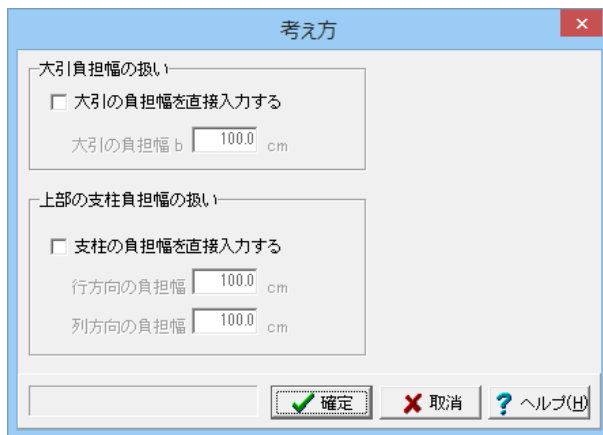 考え方
大引負担幅の扱い
大引の負担幅を直接入力する
大引の負担幅 b 100.0 cm
上部の支柱負担幅の扱い
支柱の負担幅を直接入力する
行方向の負担幅 100.0 cm
列方向の負担幅 100.0 cm
確定 取消 ? ヘルプ(H)